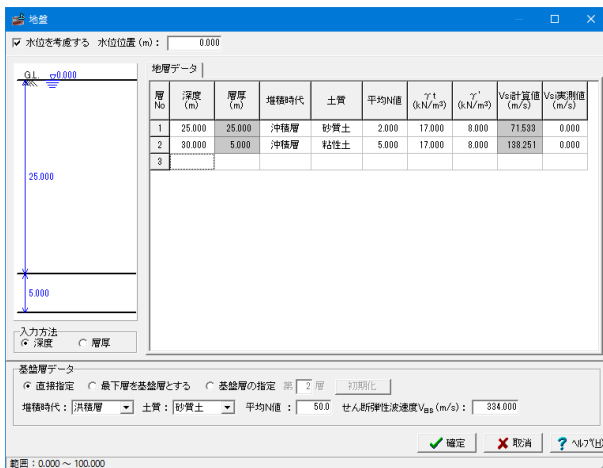 地盤
水位を考慮する 水位位置(m): 0.000
G.L. 0.000
25.000
5.000
地層データ
層No 深度(m) 層厚(m) 堆積時代 土質 平均N値 γt(kN/m³) γ'(kN/m³) Vsi計算値(m/s) Vsi実測値(m/s)
1 25.000 25.000 沖積層 砂質土 2.000 17.000 8.000 71.533 0.000
2 30.000 5.000 沖積層 粘性土 5.000 17.000 8.000 138.251 0.000
3
入力方法
深度 層厚
基盤層データ
直接指定 最下層を基盤層とする 基盤層の指定 第 2 層 初期化
堆積時代: 洪積層 土質: 砂質土 平均N値 : 50.0 せん断弾性波速度VBS(m/s): 334.000
確定 取消 ? ヘルプ(H)
範囲:0.000 ~ 100.000